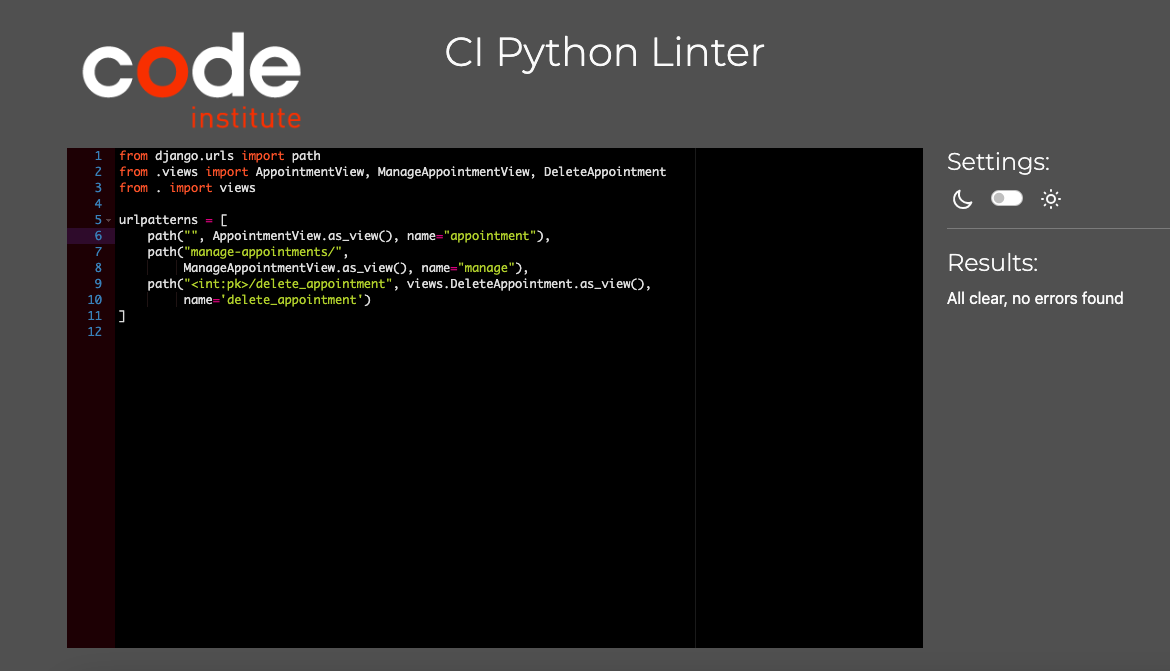 code
institute
CI Python Linter
1 from django.urls import path
2 from .views import AppointmentView, ManageAppointmentView, DeleteAppointment
3 from . import views
4
5 urlpatterns = [
6     path("", AppointmentView.as_view(), name="appointment"),
7     path("manage-appointments/",
8          ManageAppointmentView.as_view(), name="manage"),
9     path("<int:pk>/delete_appointment", views.DeleteAppointment.as_view(),
10          name='delete_appointment')
11 ]
12
Settings:
Results:
All clear, no errors found